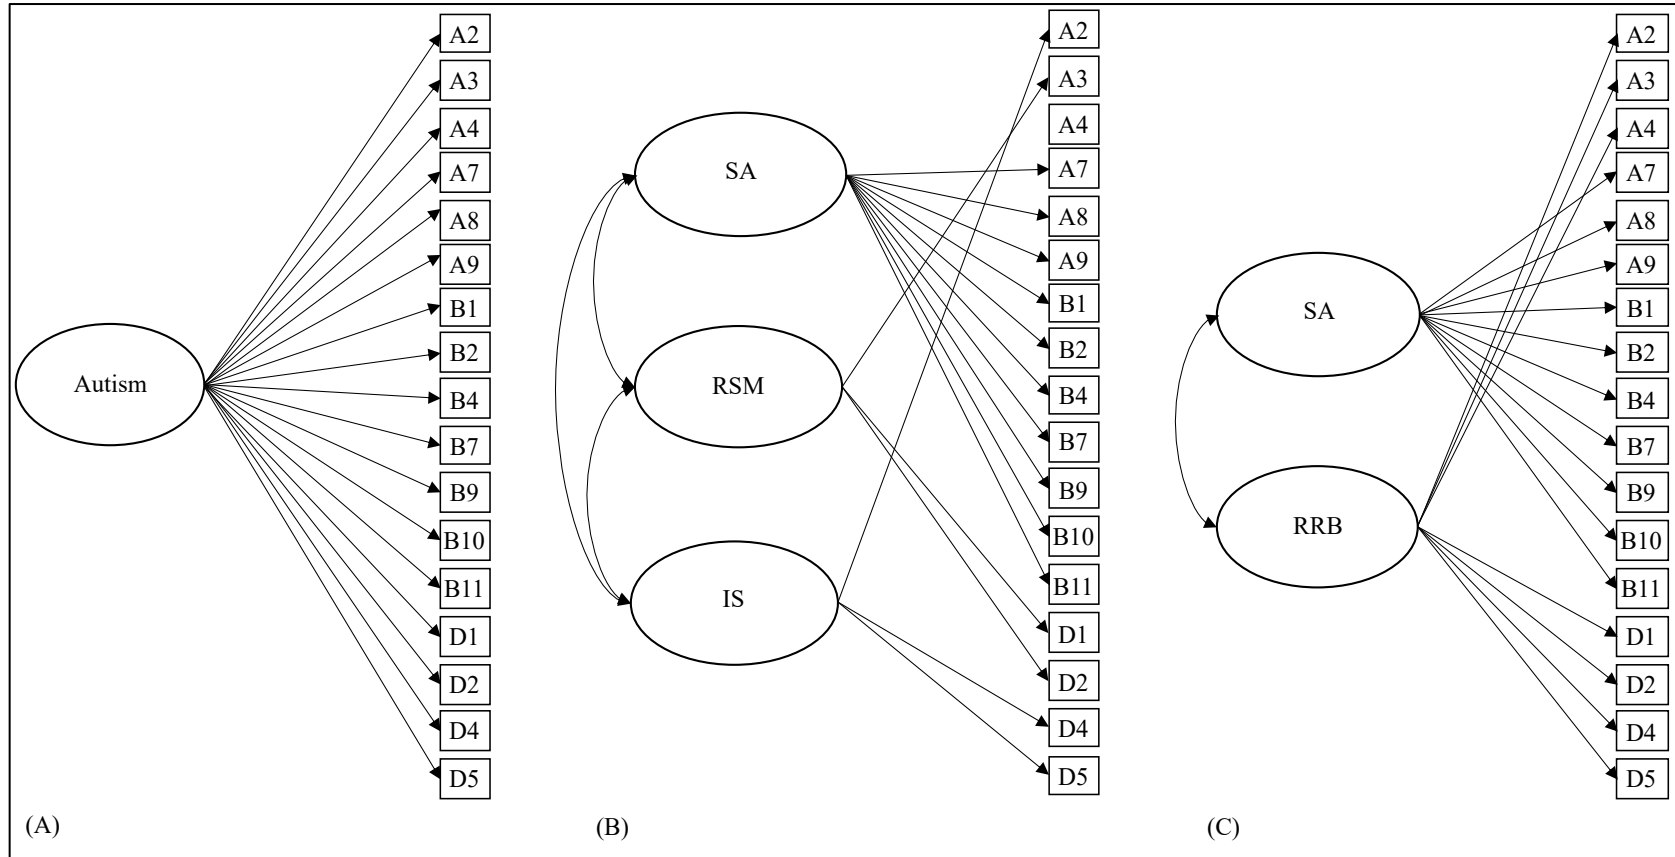 A2
A3
A4
A7
A8
A9
B1
B2
B4
B7
B9
B10
B11
D1
D2
D4
D5
Autism
(A)
SA
RSM
IS
A2
A3
A4
A7
A8
A9
B1
B2
B4
B7
B9
B10
B11
D1
D2
D4
D5
(B)
SA
RRB
A2
A3
A4
A7
A8
A9
B1
B2
B4
B7
B9
B10
B11
D1
D2
D4
D5
(C)